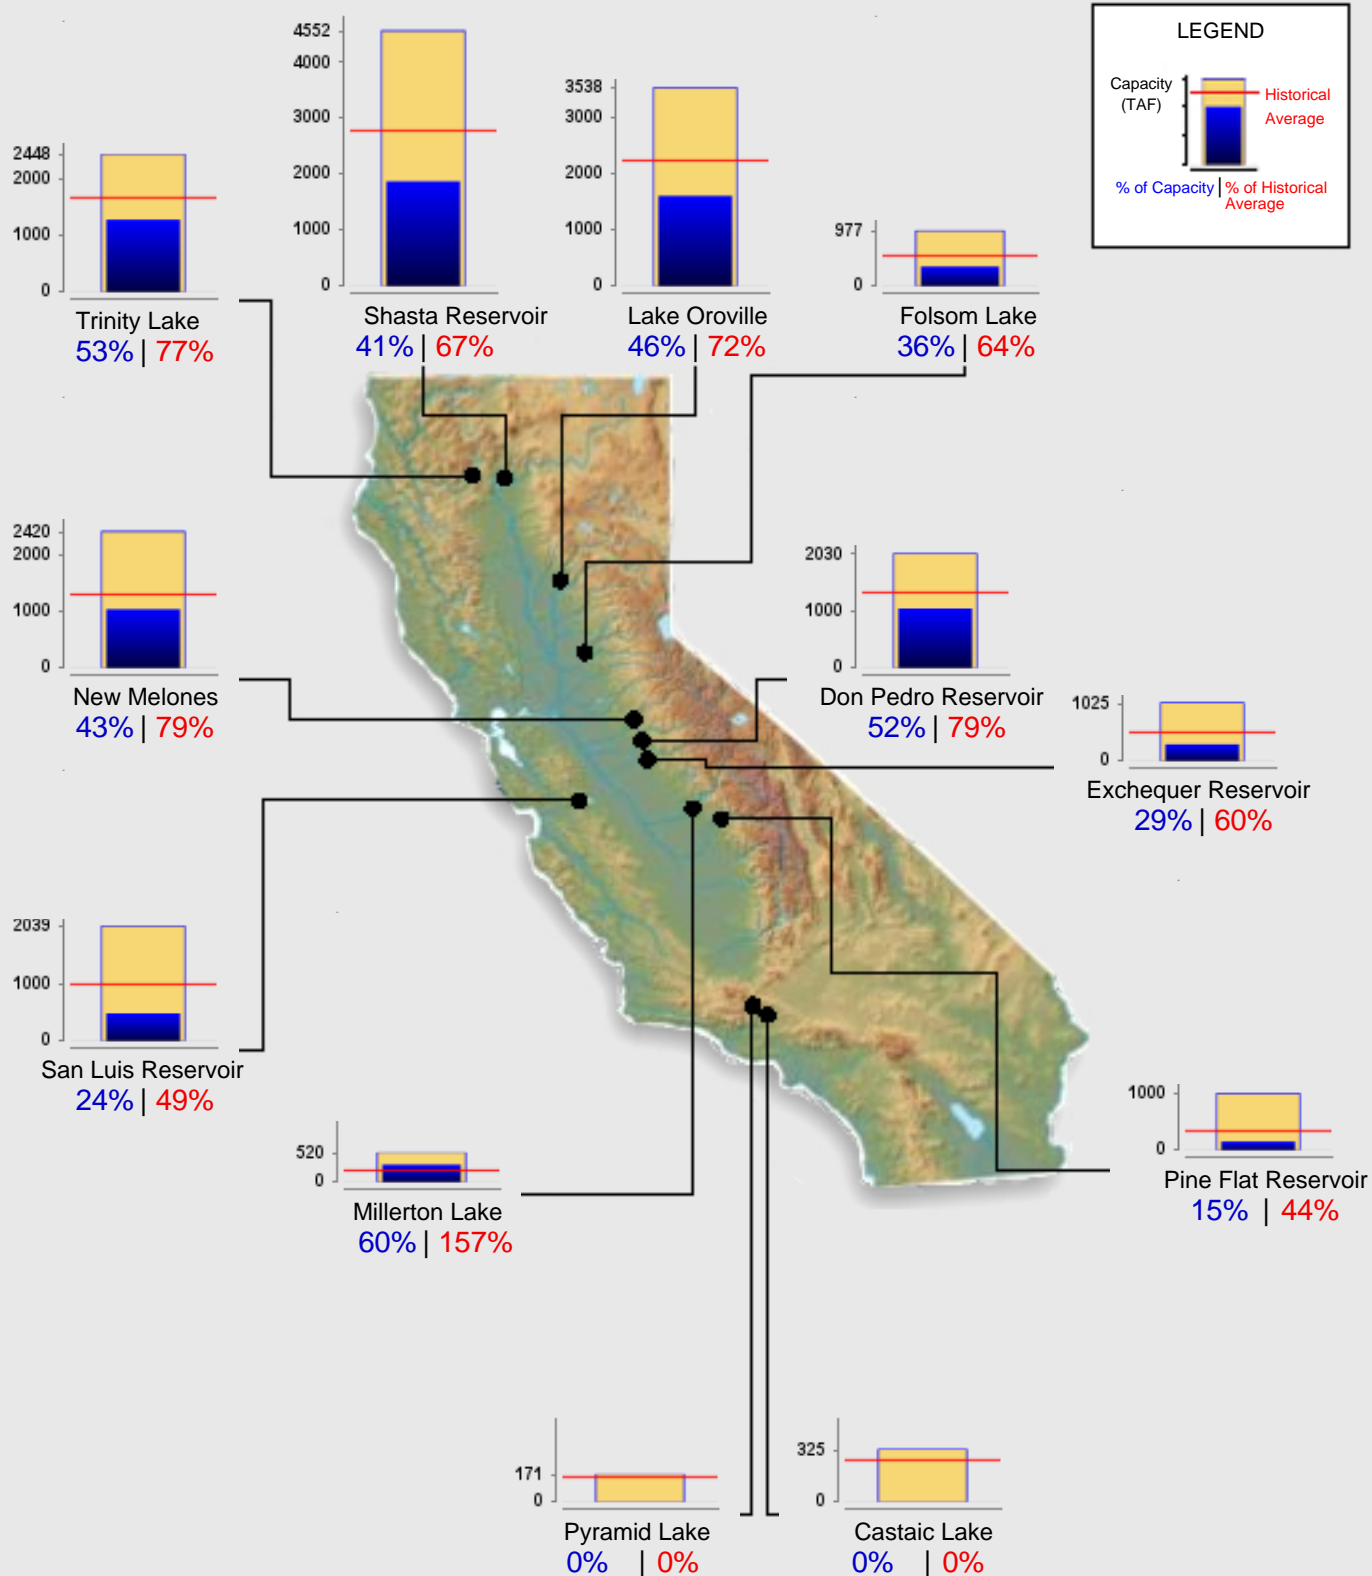 LEGEND
Capacity
(TAF)
Historical
Average
% of Capacity | % of Historical
Average
2448
2000
1000
0
Trinity Lake
53% | 77%
4552
4000
3000
2000
1000
0
Shasta Reservoir
41% | 67%
3538
3000
2000
1000
0
Lake Oroville
46% | 72%
977
0
Folsom Lake
36% | 64%
2420
2000
1000
0
New Melones
43% | 79%
2030
1000
0
Don Pedro Reservoir
52% | 79%
1025
0
Exchequer Reservoir
29% | 60%
2039
1000
0
San Luis Reservoir
24% | 49%
520
0
Millerton Lake
60% | 157%
1000
0
Pine Flat Reservoir
15% | 44%
171
0
Pyramid Lake
0% | 0%
325
0
Castaic Lake
0% | 0%